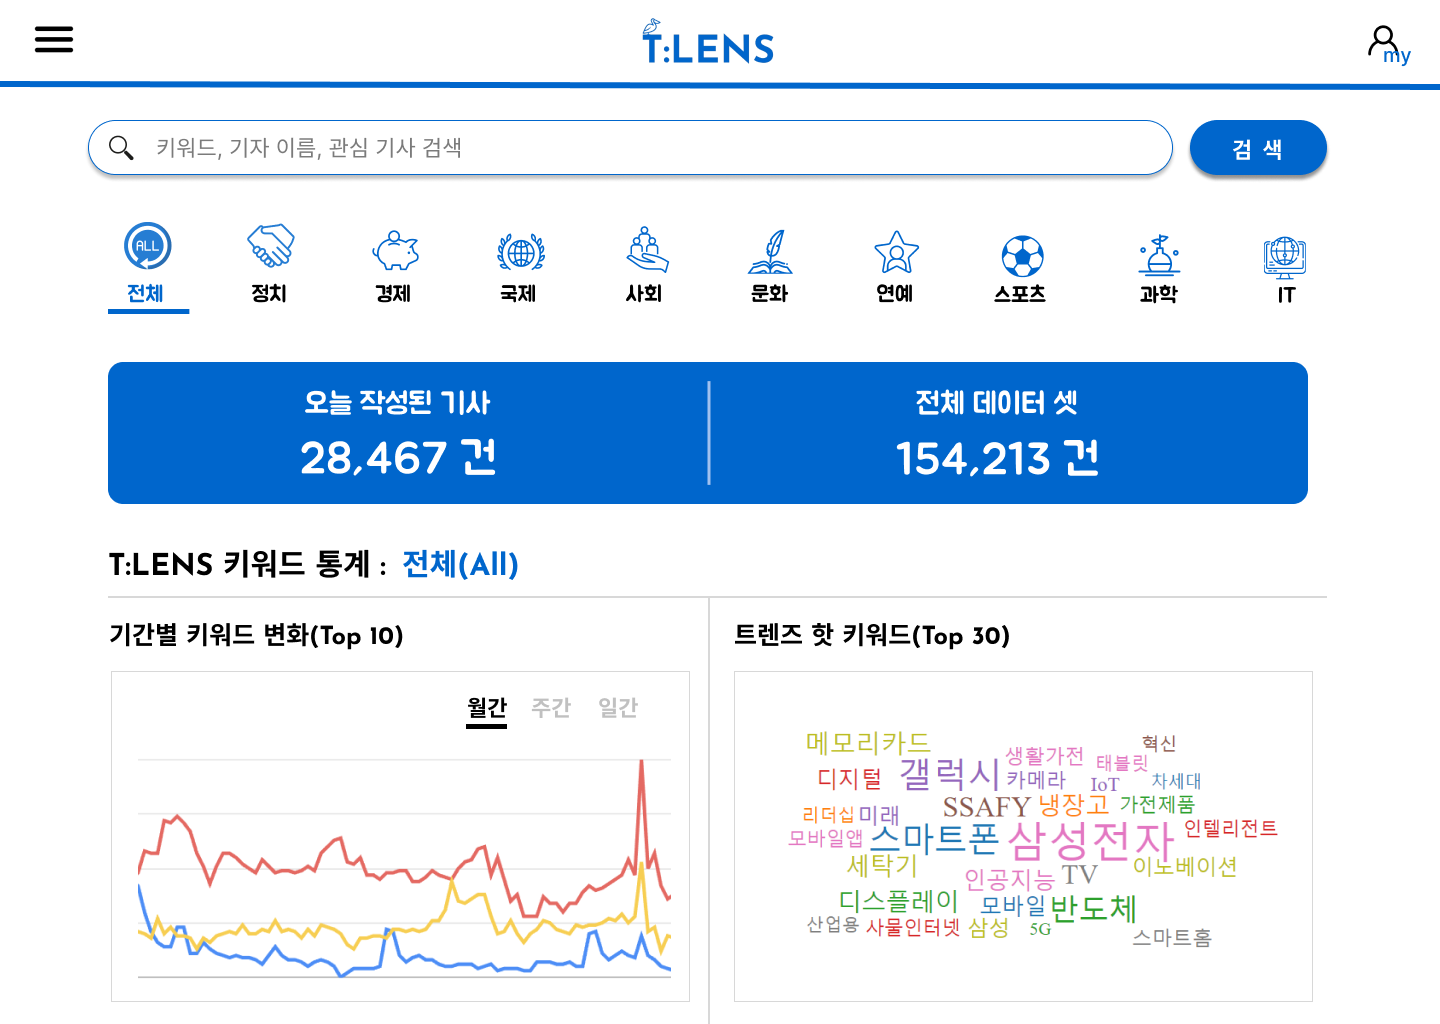 T:LENS
my
키워드, 기자 이름, 관심 기사 검색
검 색
ALL
전체
정치
경제
국제
사회
문화
연예
스포츠
과학
IT
오늘 작성된 기사
28,467 건
전체 데이터 셋
154,213 건
T:LENS 키워드 통계 : 전체(All)
기간별 키워드 변화(Top 10)
월간 주간 일간
트렌즈 핫 키워드(Top 30)
메모리카드
혁신
생활가전
태블릿
디지털
갤럭시
카메라
IoT
차세대
SSAFY
냉장고
가전제품
리더십
미래
모바일앱
스마트폰
삼성전자
인텔리전트
세탁기
인공지능
TV
이노베이션
디스플레이
모바일
반도체
산업용
사물인터넷
삼성
5G
스마트홈